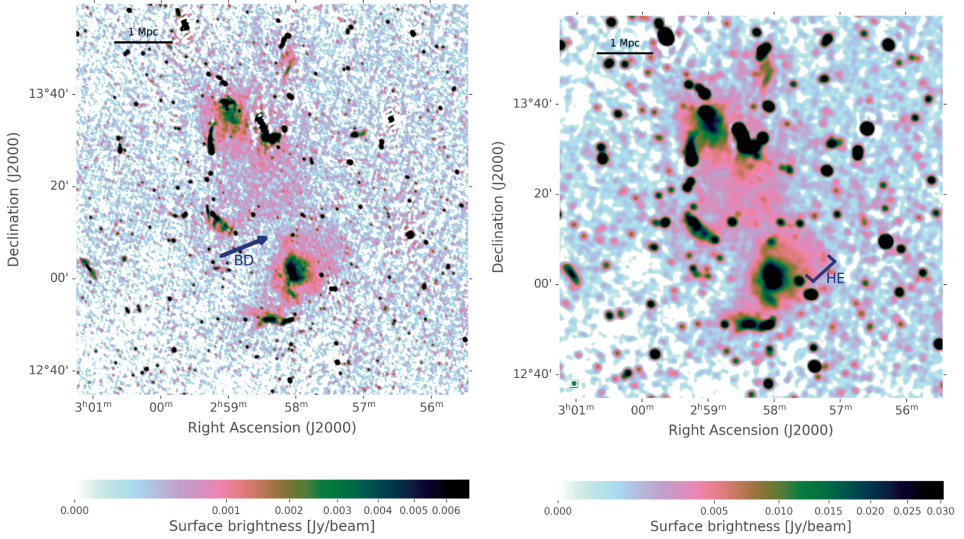 1 Mpc
13°40'
20'
00'
12°40'
BD
3ʰ01ᵐ 00ᵐ 2ʰ59ᵐ 58ᵐ 57ᵐ 56ᵐ
Right Ascension (J2000)
Declination (J2000)
0.000 0.001 0.002 0.003 0.004 0.005 0.006
Surface brightness [Jy/beam]
1 Mpc
13°40'
20'
00'
12°40'
HE
3ʰ01ᵐ 00ᵐ 2ʰ59ᵐ 58ᵐ 57ᵐ 56ᵐ
Right Ascension (J2000)
Declination (J2000)
0.000 0.005 0.010 0.015 0.020 0.025 0.030
Surface brightness [Jy/beam]